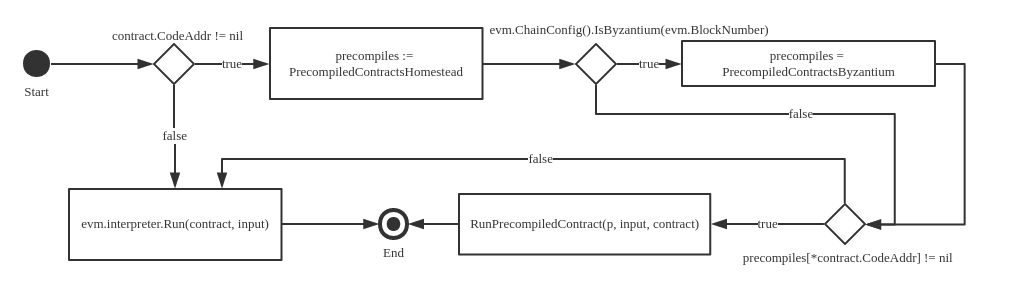 contract.CodeAddr != nil
evm.ChainConfig().IsByzantium(evm.BlockNumber)
Start
true
precompiles :=
PrecompiledContractsHomestead
true
precompiles =
PrecompiledContractsByzantium
false
false
false
evm.interpreter.Run(contract, input)
End
RunPrecompiledContract(p, input, contract)
true
precompiles[*contract.CodeAddr] != nil